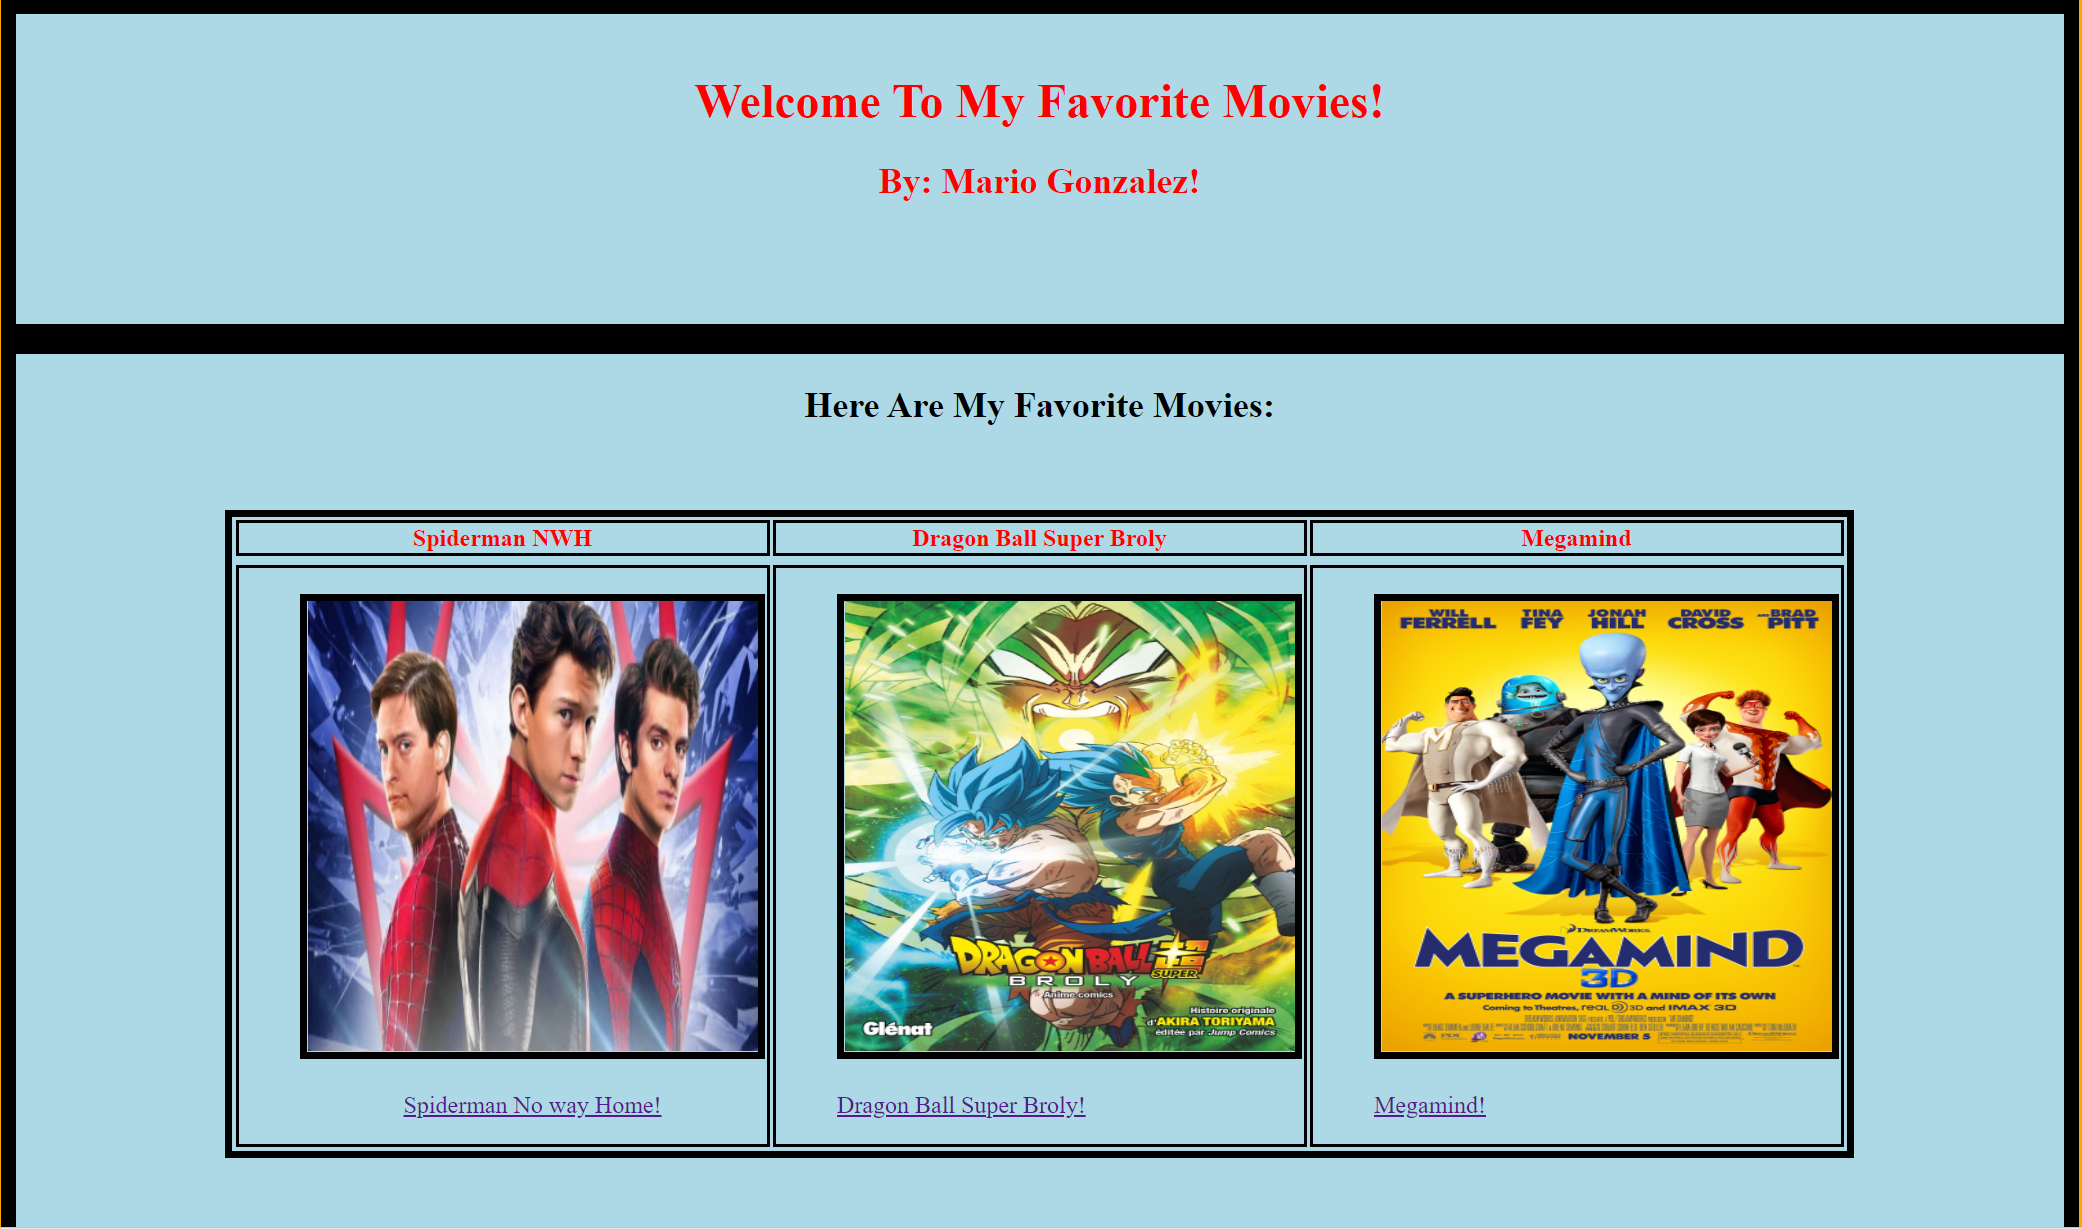 Welcome To My Favorite Movies!
By: Mario Gonzalez!
Here Are My Favorite Movies:
Spiderman NWH
Dragon Ball Super Broly
Megamind
DRAGON BALL 超
SUPER
BROLY
Anime comics
Glénat
Histoire originale
d'AKIRA TORIYAMA
éditée par Jump Comics
WILL FERRELL TINA FEY JONAH HILL DAVID CROSS AND BRAD PITT
DREAMWORKS
MEGAMIND
3D
A SUPERHERO MOVIE WITH A MIND OF ITS OWN
Coming to Theatres, REAL D 3D and IMAX 3D
NOVEMBER 5
Spiderman No way Home!
Dragon Ball Super Broly!
Megamind!